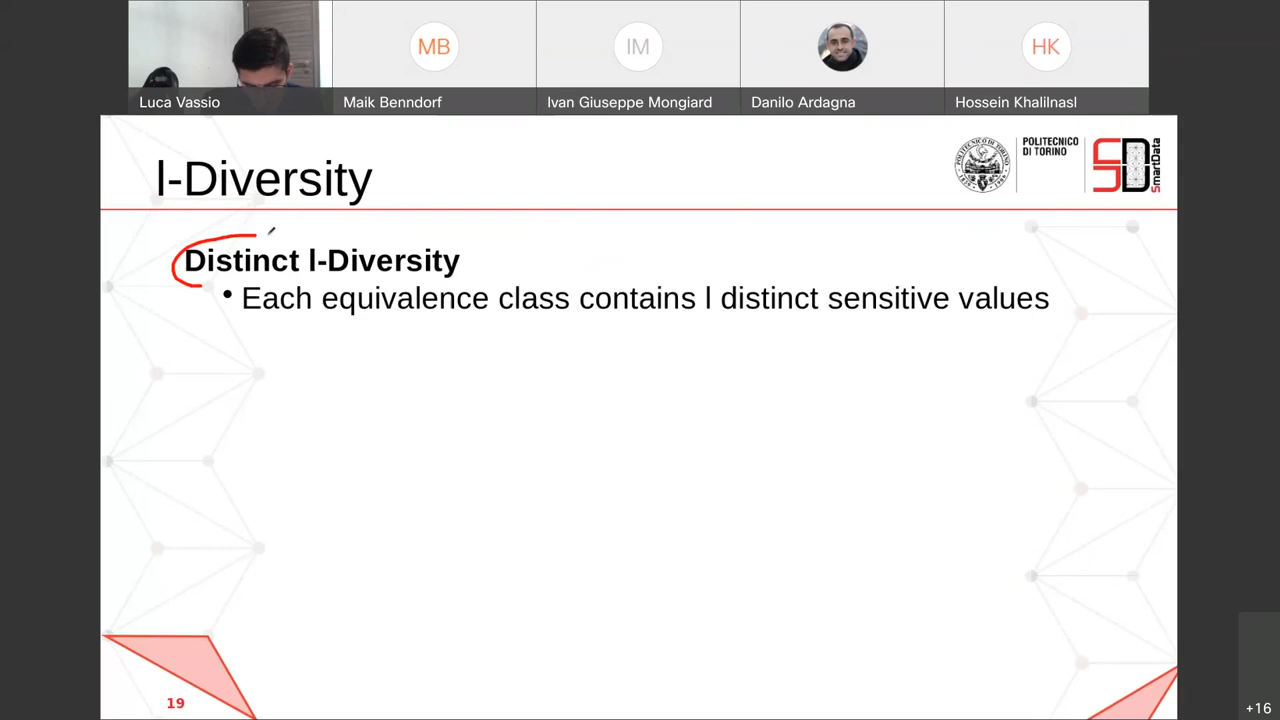 MB
IM
HK
Luca Vassio
Maik Benndorf
Ivan Giuseppe Mongiard
Danilo Ardagna
Hossein Khalilnasl
l-Diversity
POLITECNICO
DI TORINO
SmartData
Distinct l-Diversity
• Each equivalence class contains l distinct sensitive values
19
+16